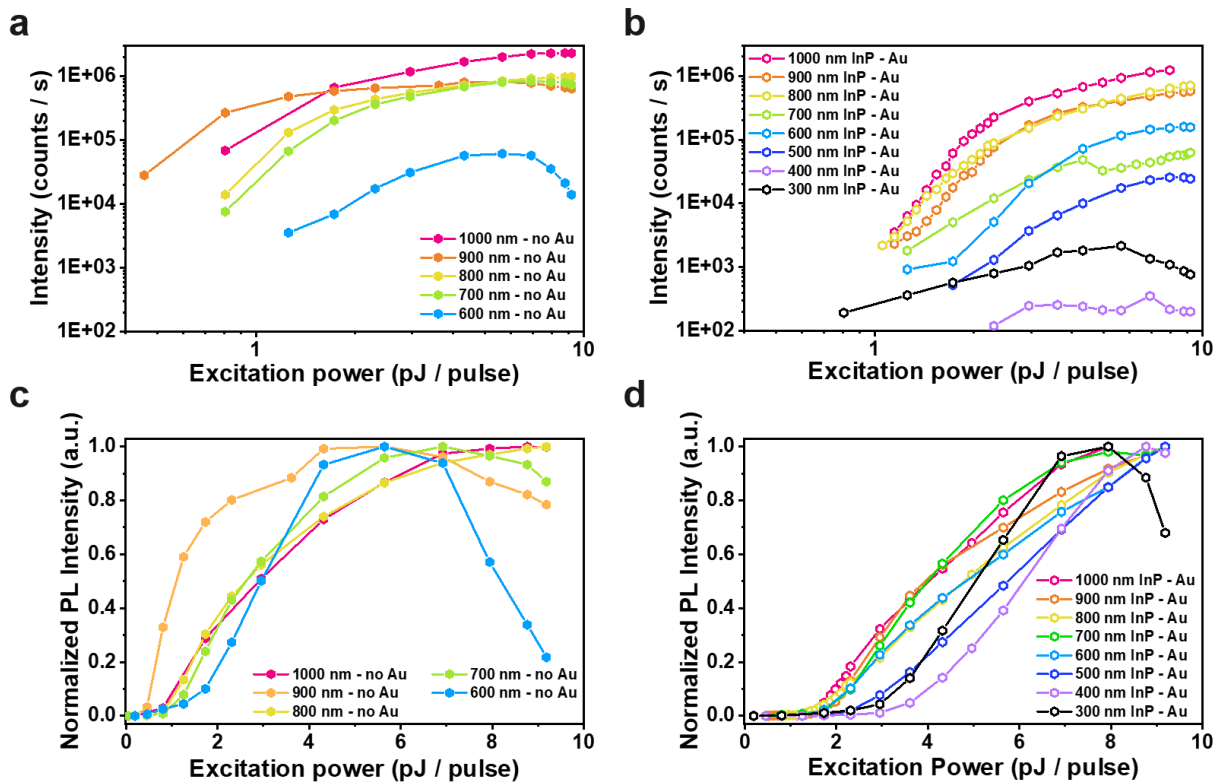 a
Intensity (counts / s)
1E+06
1E+05
1E+04
1E+03
1E+02
1000 nm - no Au
900 nm - no Au
800 nm - no Au
700 nm - no Au
600 nm - no Au
1
10
Excitation power (pJ / pulse)
b
Intensity (counts / s)
1E+06
1E+05
1E+04
1E+03
1E+02
1000 nm InP - Au
900 nm InP - Au
800 nm InP - Au
700 nm InP - Au
600 nm InP - Au
500 nm InP - Au
400 nm InP - Au
300 nm InP - Au
1
10
Excitation power (pJ / pulse)
c
Normalized PL Intensity (a.u.)
1.0
0.8
0.6
0.4
0.2
0.0
1000 nm - no Au
900 nm - no Au
800 nm - no Au
700 nm - no Au
600 nm - no Au
0 2 4 6 8 10
Excitation power (pJ / pulse)
d
Normalized PL Intensity (a.u.)
1.0
0.8
0.6
0.4
0.2
0.0
1000 nm InP - Au
900 nm InP - Au
800 nm InP - Au
700 nm InP - Au
600 nm InP - Au
500 nm InP - Au
400 nm InP - Au
300 nm InP - Au
0 2 4 6 8 10
Excitation Power (pJ / pulse)